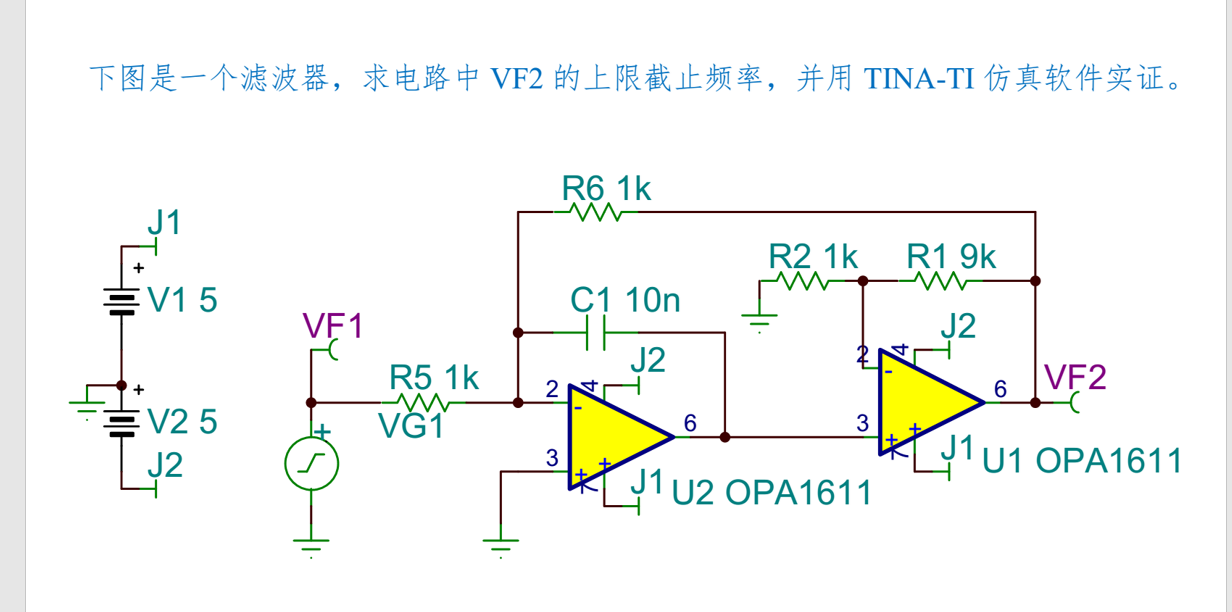 下图是一个滤波器，求电路中 VF2 的上限截止频率，并用 TINA-TI 仿真软件实证。
R6 1k
J1
+
V1 5
R2 1k
R1 9k
C1 10n
VF1
J2
2
4
-
J2
VF2
R5 1k
2
4
-
6
+
V2 5
VG1
+
6
3
+
+
7
J1
U1 OPA1611
J2
3
+
+
7
J1
U2 OPA1611